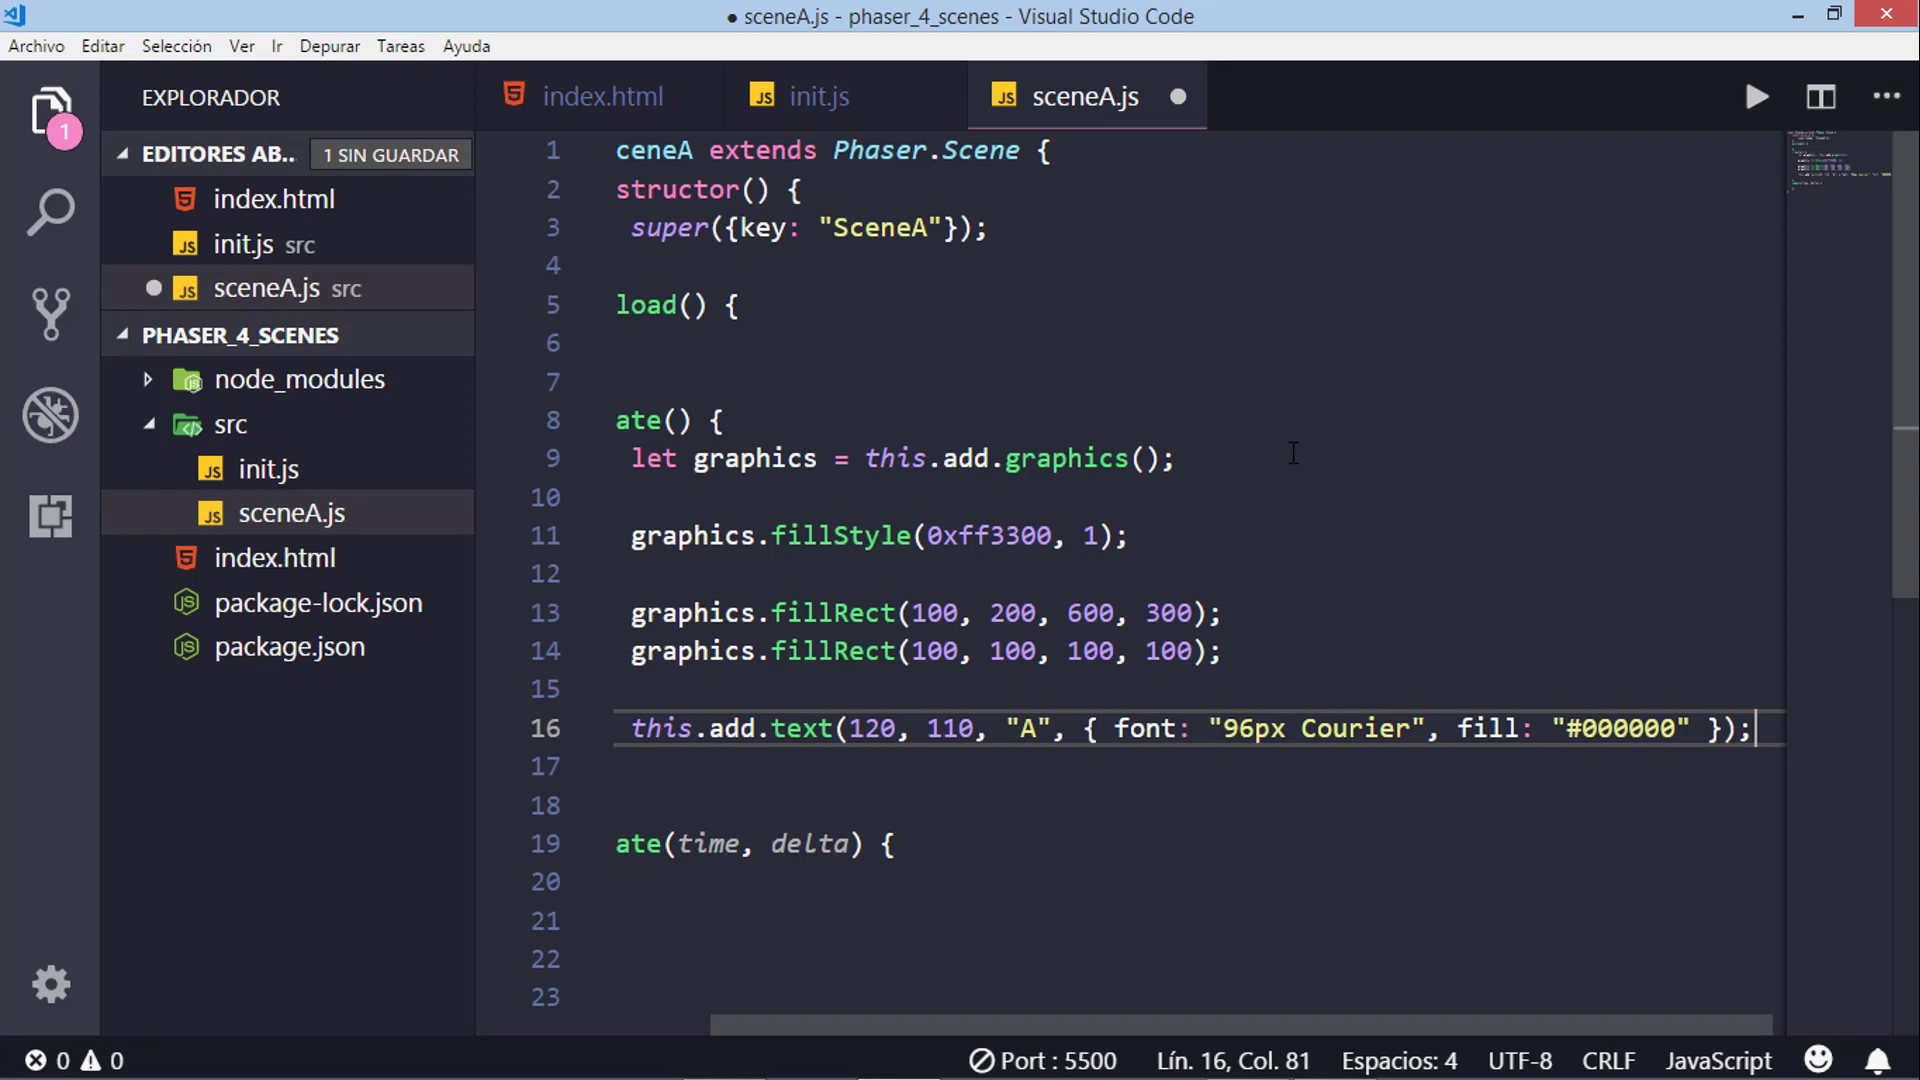 ● sceneA.js - phaser_4_scenes - Visual Studio Code
Archivo Editar Selección Ver Ir Depurar Tareas Ayuda
EXPLORADOR
1
EDITORES AB... 1 SIN GUARDAR
index.html
init.js src
sceneA.js src
PHASER_4_SCENES
node_modules
src
JS init.js
JS sceneA.js
index.html
package-lock.json
package.json
index.html JS init.js JS sceneA.js
1 ceneA extends Phaser.Scene {
2 structor() {
3 super({key: "SceneA"});
4
5 load() {
6
7
8 ate() {
9 let graphics = this.add.graphics();
10
11 graphics.fillStyle(0xff3300, 1);
12
13 graphics.fillRect(100, 200, 600, 300);
14 graphics.fillRect(100, 100, 100, 100);
15
16 this.add.text(120, 110, "A", { font: "96px Courier", fill: "#000000" });
17
18
19 ate(time, delta) {
20
21
22
23
0 0 Port : 5500 Lín. 16, Col. 81 Espacios: 4 UTF-8 CRLF JavaScript